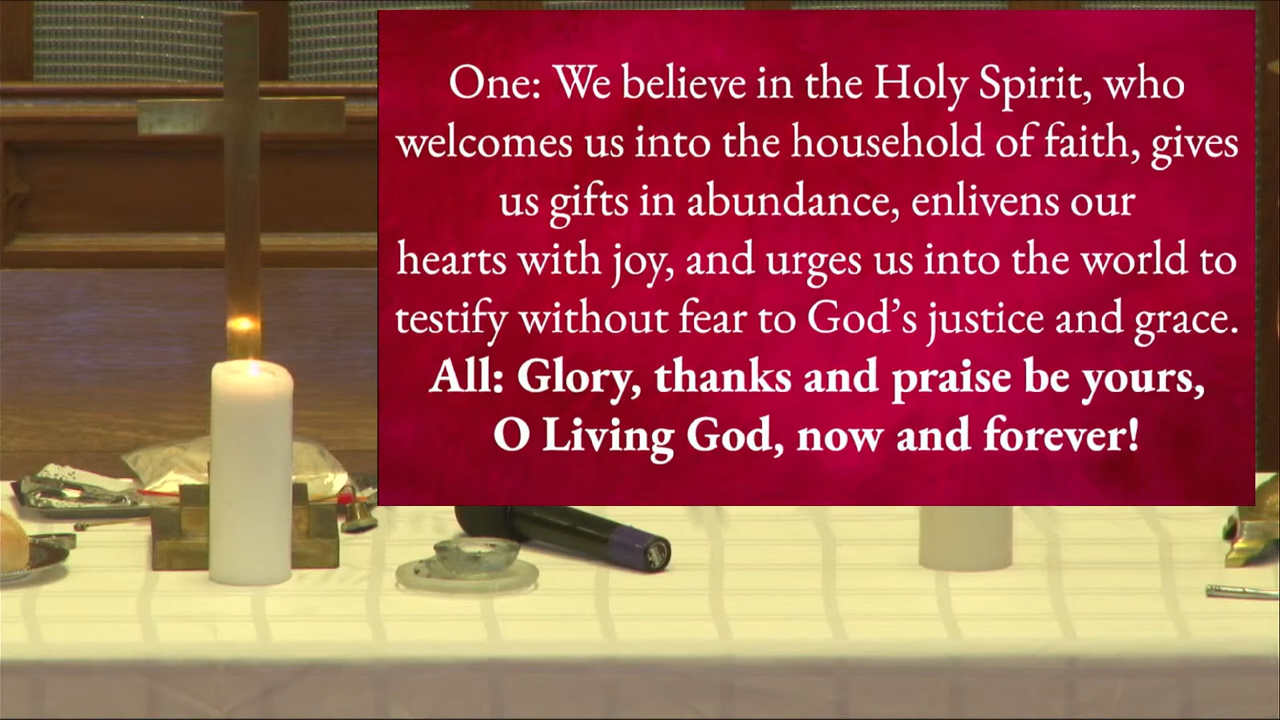 One: We believe in the Holy Spirit, who
welcomes us into the household of faith, gives
us gifts in abundance, enlivens our
hearts with joy, and urges us into the world to
testify without fear to God’s justice and grace.
All: Glory, thanks and praise be yours,
O Living God, now and forever!